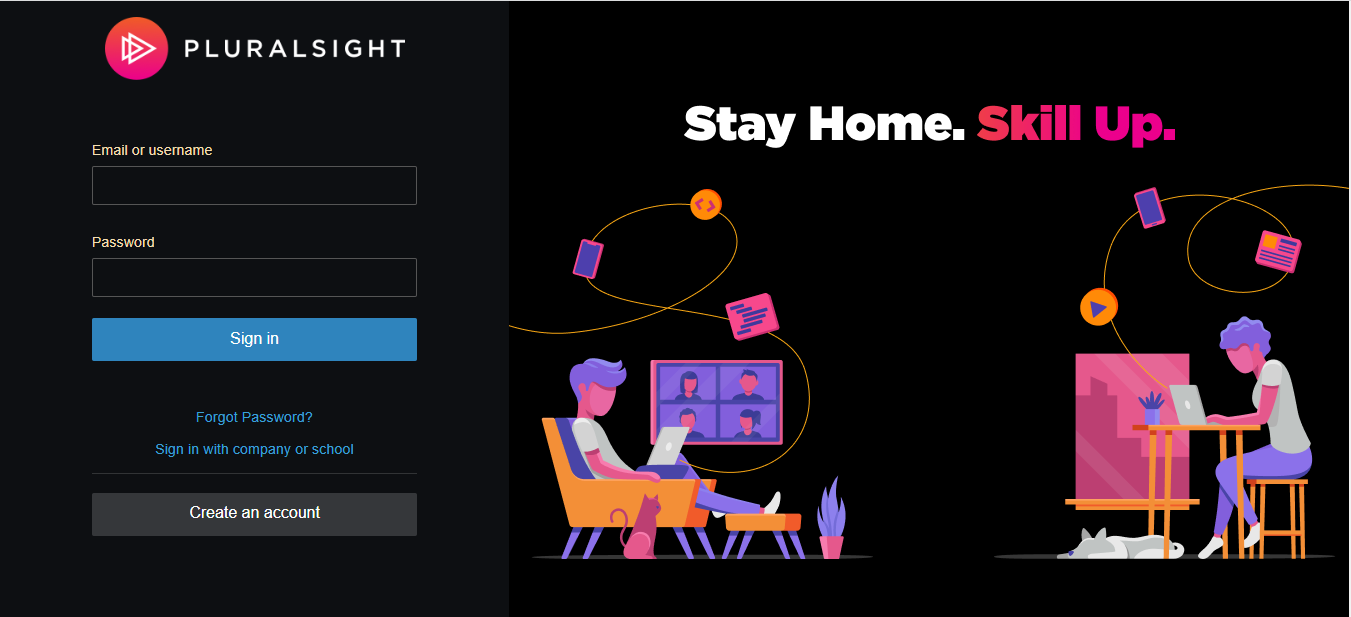 PLURALSIGHT
Email or username
Password
Sign in
Forgot Password?
Sign in with company or school
Create an account
Stay Home. Skill Up.